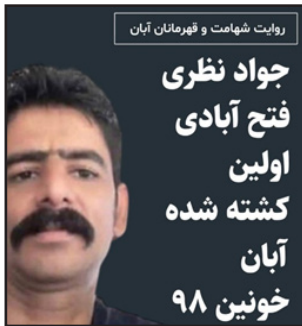 روایت شهامت و قهرمانان آبان
جواد نظری
فتح آبادی
اولین
کشته شده
آبان
خونین ۹۸